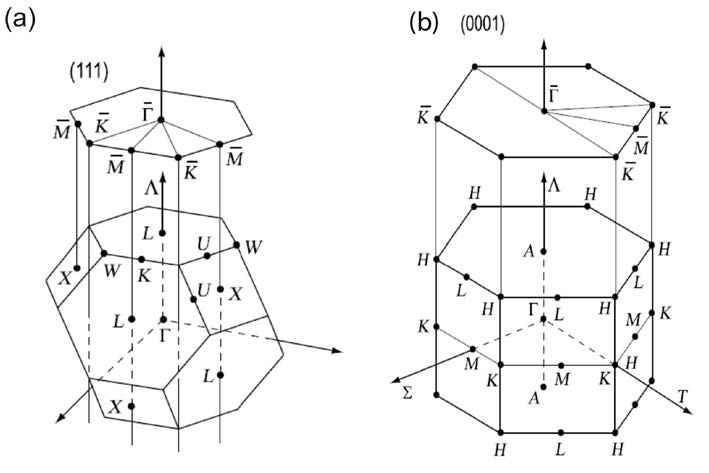 (a)
(111)
Γ̅
M̅ K̅ M̅
M̅ K̅
Λ
L
U W
W K
X U X
L Γ
L
X
(b) (0001)
Γ̅
K̅ K̅
M̅
K̅
Λ
H H
A
H H
L L
H L H
Γ
K K
M
M H
K M K
Σ A T
H L H